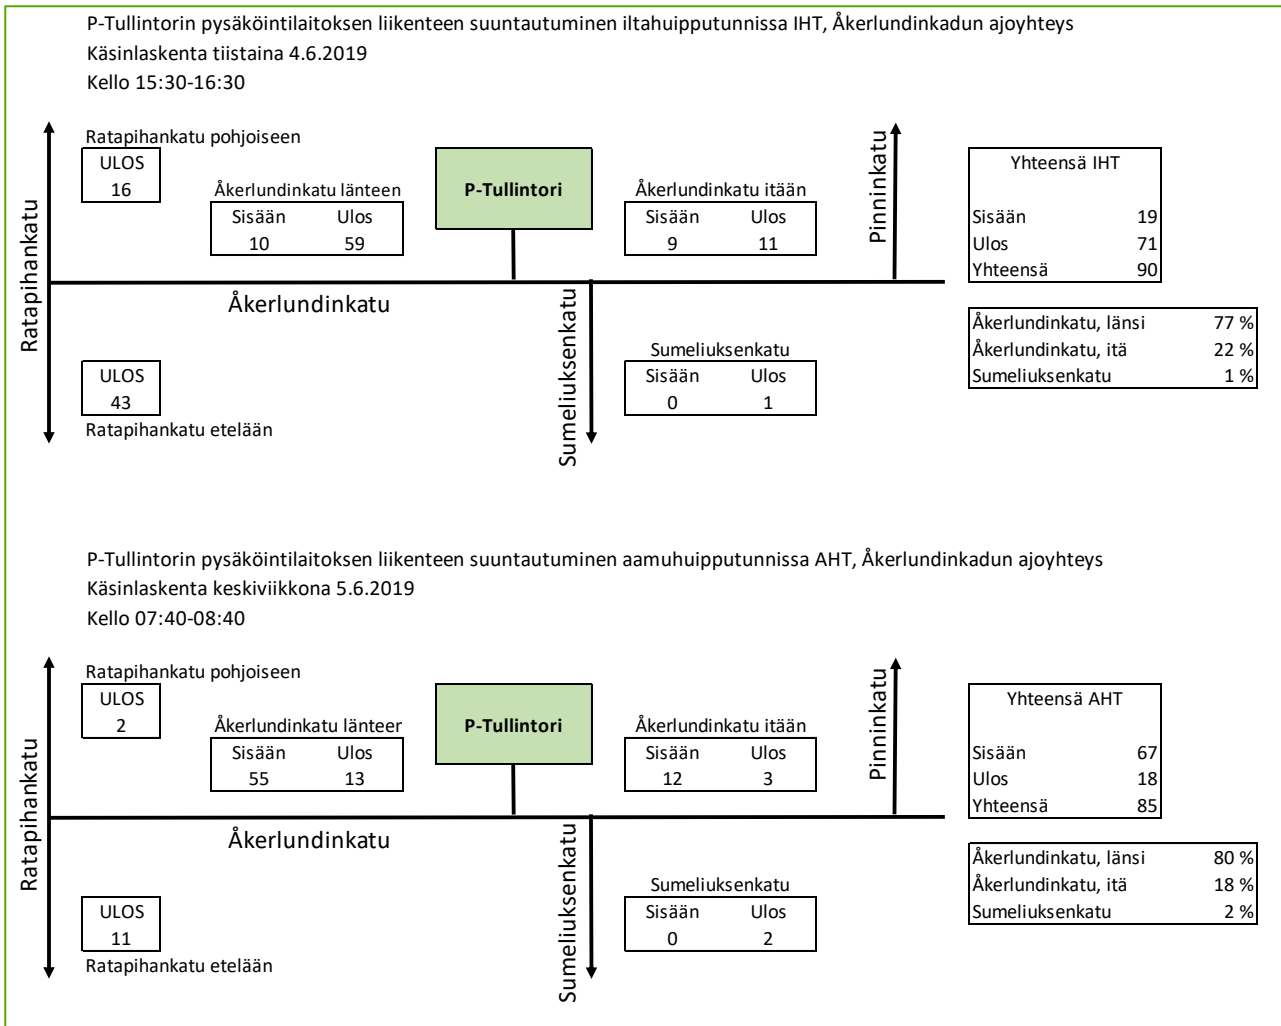 P-Tullintorin pysäköintilaitoksen liikenteen suuntautuminen iltahuipputunnissa IHT, Åkerlundinkadun ajoyhteys
Käsinlaskenta tiistaina 4.6.2019
Kello 15:30-16:30
Ratapihankatu
Ratapihankatu pohjoiseen
ULOS
16
Åkerlundinkatu länteen
Sisään Ulos
10 59
P-Tullintori
Åkerlundinkatu itään
Sisään Ulos
9 11
Pinninkatu
Yhteensä IHT
Sisään 19
Ulos 71
Yhteensä 90
Åkerlundinkatu
Sumeliuksenkatu
Sumeliuksenkatu
Sisään Ulos
0 1
Åkerlundinkatu, länsi 77 %
Åkerlundinkatu, itä 22 %
Sumeliuksenkatu 1 %
ULOS
43
Ratapihankatu etelään
P-Tullintorin pysäköintilaitoksen liikenteen suuntautuminen aamuhuipputunnissa AHT, Åkerlundinkadun ajoyhteys
Käsinlaskenta keskiviikkona 5.6.2019
Kello 07:40-08:40
Ratapihankatu
Ratapihankatu pohjoiseen
ULOS
2
Åkerlundinkatu länteer
Sisään Ulos
55 13
P-Tullintori
Åkerlundinkatu itään
Sisään Ulos
12 3
Pinninkatu
Yhteensä AHT
Sisään 67
Ulos 18
Yhteensä 85
Åkerlundinkatu
Sumeliuksenkatu
Sumeliuksenkatu
Sisään Ulos
0 2
Åkerlundinkatu, länsi 80 %
Åkerlundinkatu, itä 18 %
Sumeliuksenkatu 2 %
ULOS
11
Ratapihankatu etelään